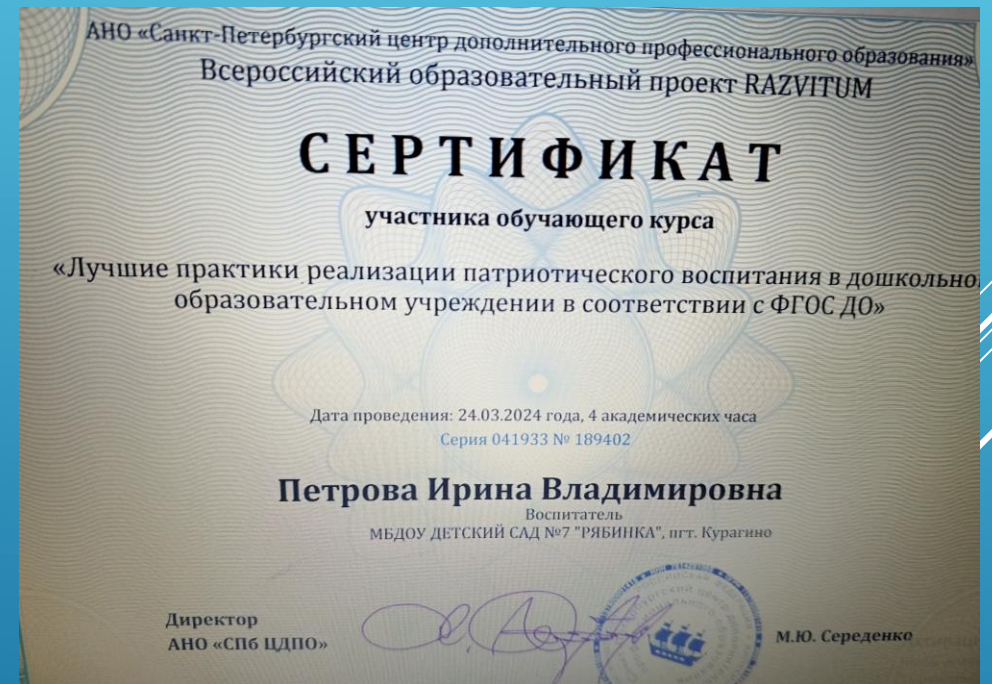 АНО «Санкт-Петербургский центр дополнительного профессионального образования»
Всероссийский образовательный проект RAZVITUM
СЕРТИФИКАТ
участника обучающего курса
«Лучшие практики реализации патриотического воспитания в дошкольно
образовательном учреждении в соответствии с ФГОС ДО»
Дата проведения: 24.03.2024 года, 4 академических часа
Серия 041933 № 189402
Петрова Ирина Владимировна
Воспитатель
МБДОУ ДЕТСКИЙ САД №7 "РЯБИНКА", пгт. Курагино
Директор
АНО «СПб ЦДПО»
М.Ю. Середенко